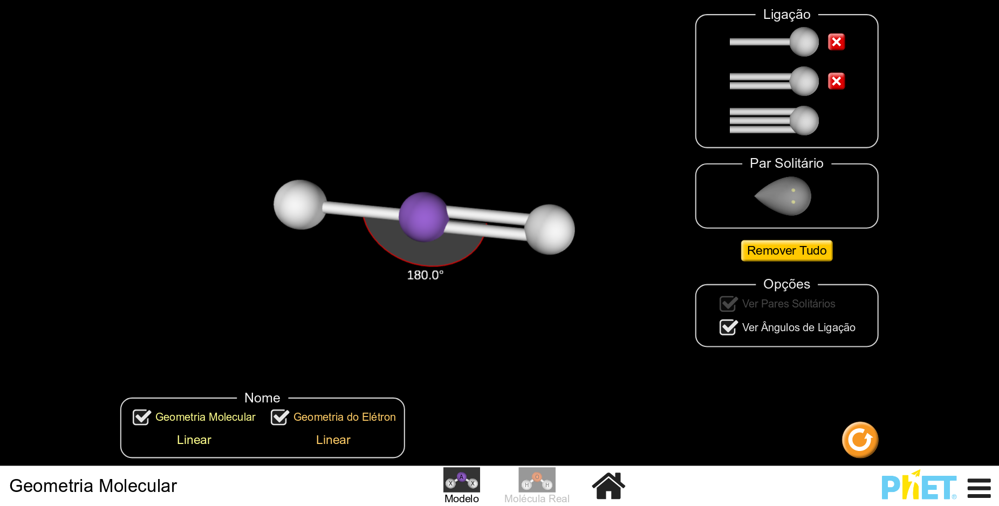 Ligação
Par Solitário
Remover Tudo
Opções
Ver Pares Solitários
Ver Ângulos de Ligação
180.0°
Nome
Geometria Molecular
Geometria do Elétron
Linear
Linear
Geometria Molecular
X A X
Modelo
H O H
Molécula Real
PhET®